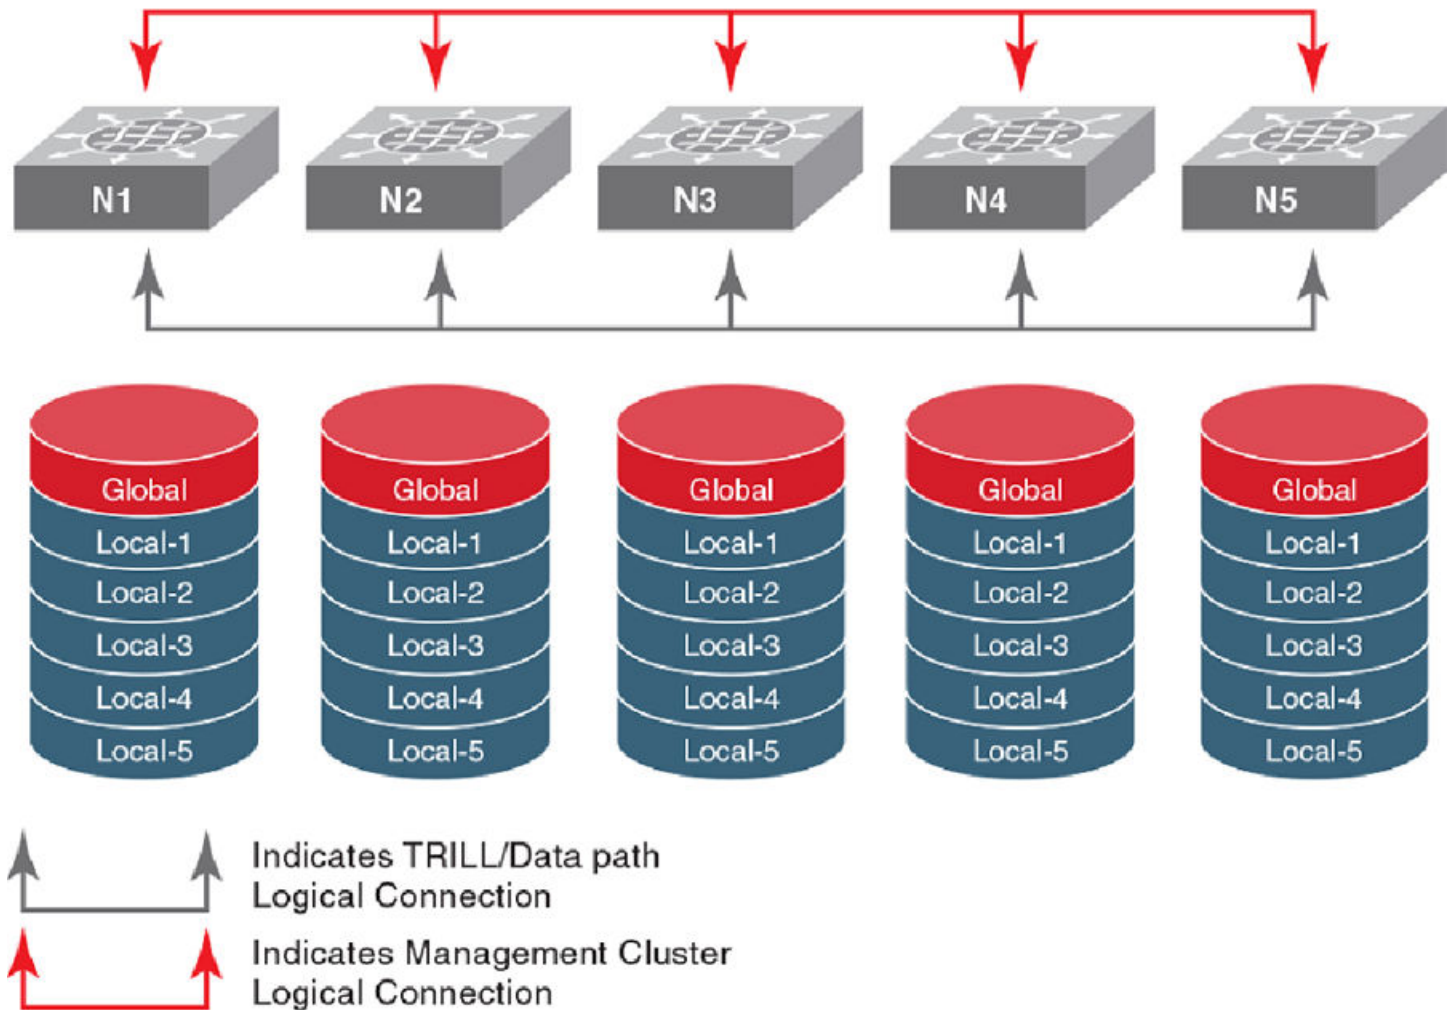 N1 N2 N3 N4 N5
Global Global Global Global Global
Local-1 Local-1 Local-1 Local-1 Local-1
Local-2 Local-2 Local-2 Local-2 Local-2
Local-3 Local-3 Local-3 Local-3 Local-3
Local-4 Local-4 Local-4 Local-4 Local-4
Local-5 Local-5 Local-5 Local-5 Local-5
Indicates TRILL/Data path
Logical Connection
Indicates Management Cluster
Logical Connection